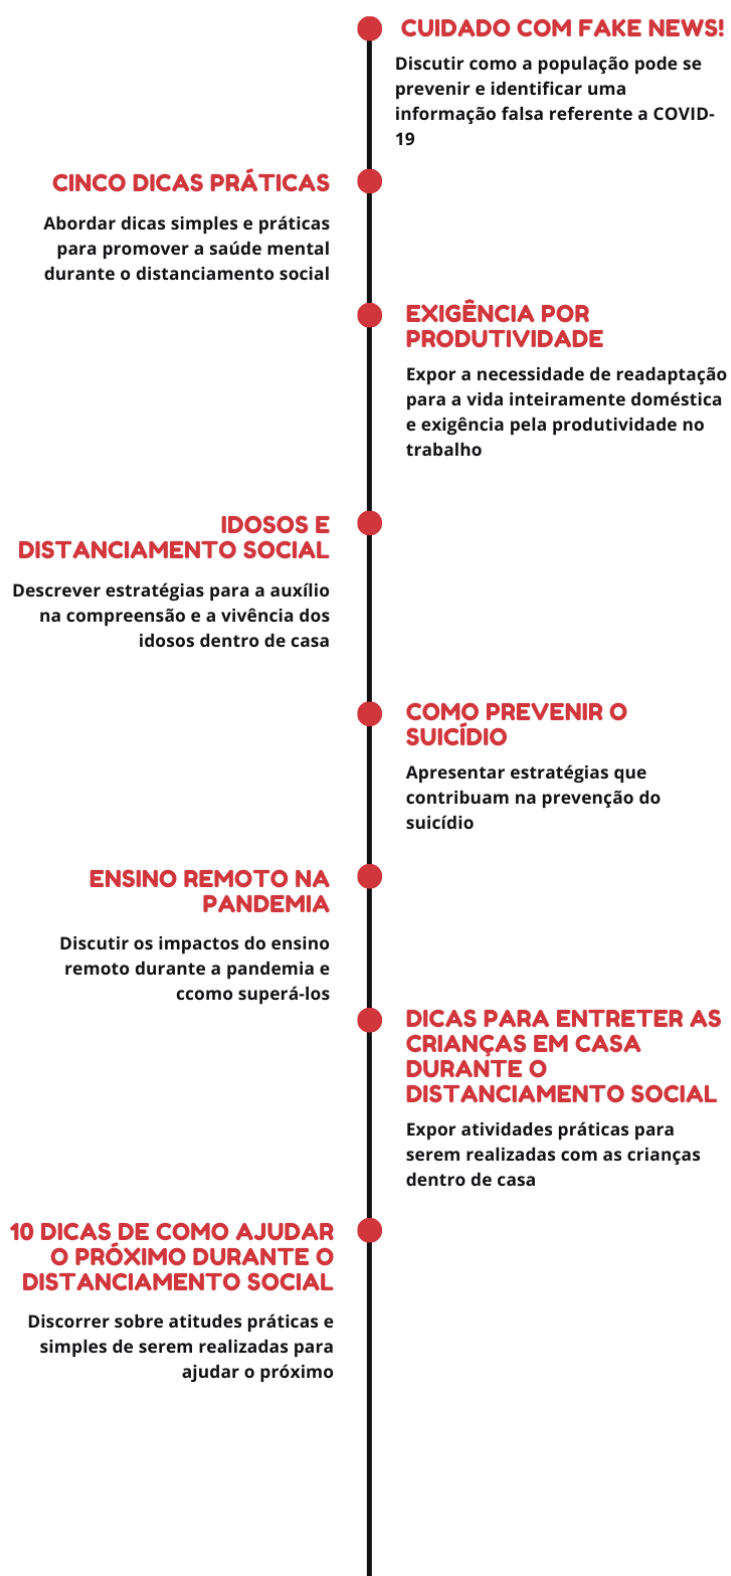 CUIDADO COM FAKE NEWS!
Discutir como a população pode se
prevenir e identificar uma
informação falsa referente a COVID-
19
CINCO DICAS PRÁTICAS
Abordar dicas simples e práticas
para promover a saúde mental
durante o distanciamento social
EXIGÊNCIA POR
PRODUTIVIDADE
Expor a necessidade de readaptação
para a vida inteiramente doméstica
e exigência pela produtividade no
trabalho
IDOSOS E
DISTANCIAMENTO SOCIAL
Descrever estratégias para a auxílio
na compreensão e a vivência dos
idosos dentro de casa
COMO PREVENIR O
SUICÍDIO
Apresentar estratégias que
contribuam na prevenção do
suicídio
ENSINO REMOTO NA
PANDEMIA
Discutir os impactos do ensino
remoto durante a pandemia e
ccomo superá-los
DICAS PARA ENTRETER AS
CRIANÇAS EM CASA
DURANTE O
DISTANCIAMENTO SOCIAL
Expor atividades práticas para
serem realizadas com as crianças
dentro de casa
10 DICAS DE COMO AJUDAR
O PRÓXIMO DURANTE O
DISTANCIAMENTO SOCIAL
Discorrer sobre atitudes práticas e
simples de serem realizadas para
ajudar o próximo